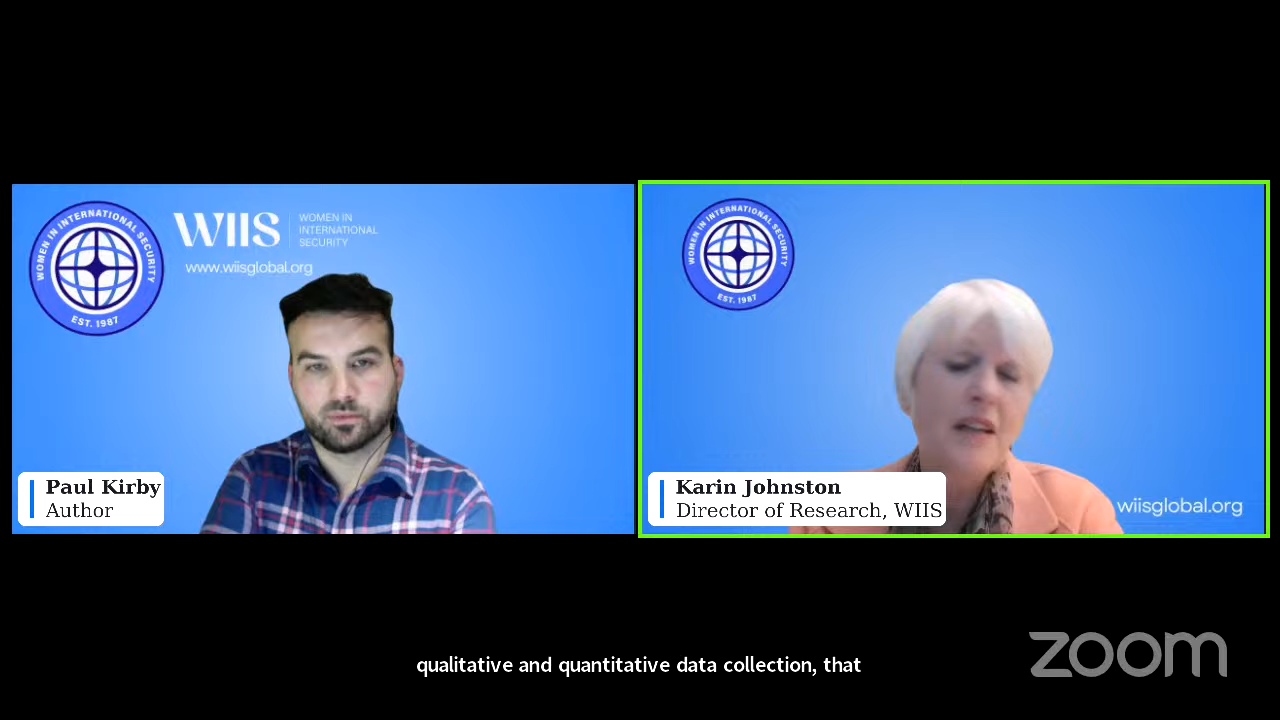 WOMEN IN INTERNATIONAL SECURITY
EST. 1987
WIIS
WOMEN IN
INTERNATIONAL
SECURITY
www.wiisglobal.org
Paul Kirby
Author
WOMEN IN INTERNATIONAL SECURITY
EST. 1987
Karin Johnston
Director of Research, WIIS
wiisglobal.org
qualitative and quantitative data collection, that
zoom